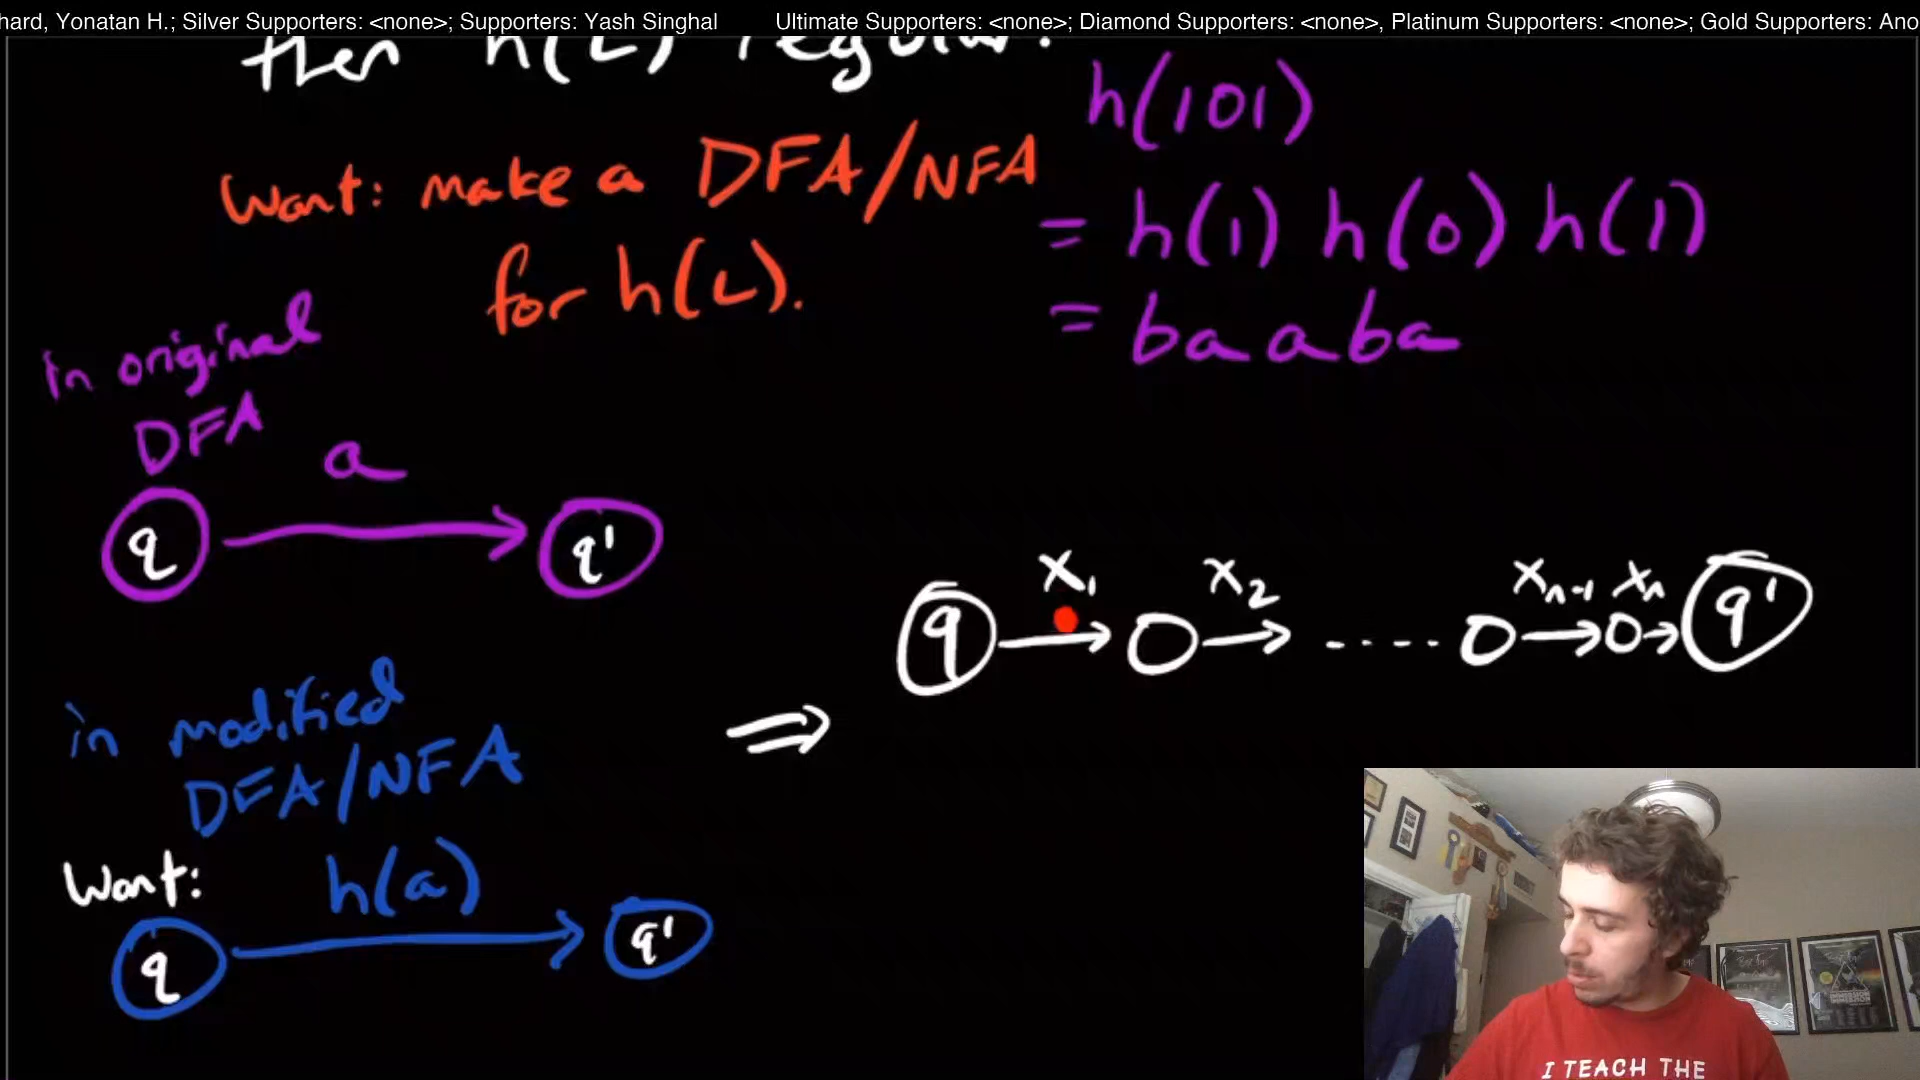 hard, Yonatan H.; Silver Supporters: <none>; Supporters: Yash Singhal Ultimate Supporters: <none>; Diamond Supporters: <none>, Platinum Supporters: <none>; Gold Supporters: Ano
then h(L) regular.
Want: make a DFA/NFA
for h(L).
h(101)
= h(1) h(0) h(1)
= baaba
in original
DFA
a
q q'
in modified
DFA/NFA
Want: h(a)
q q'
⇒
x1 x2 xn-1 xn
q ---- q'
I TEACH THE